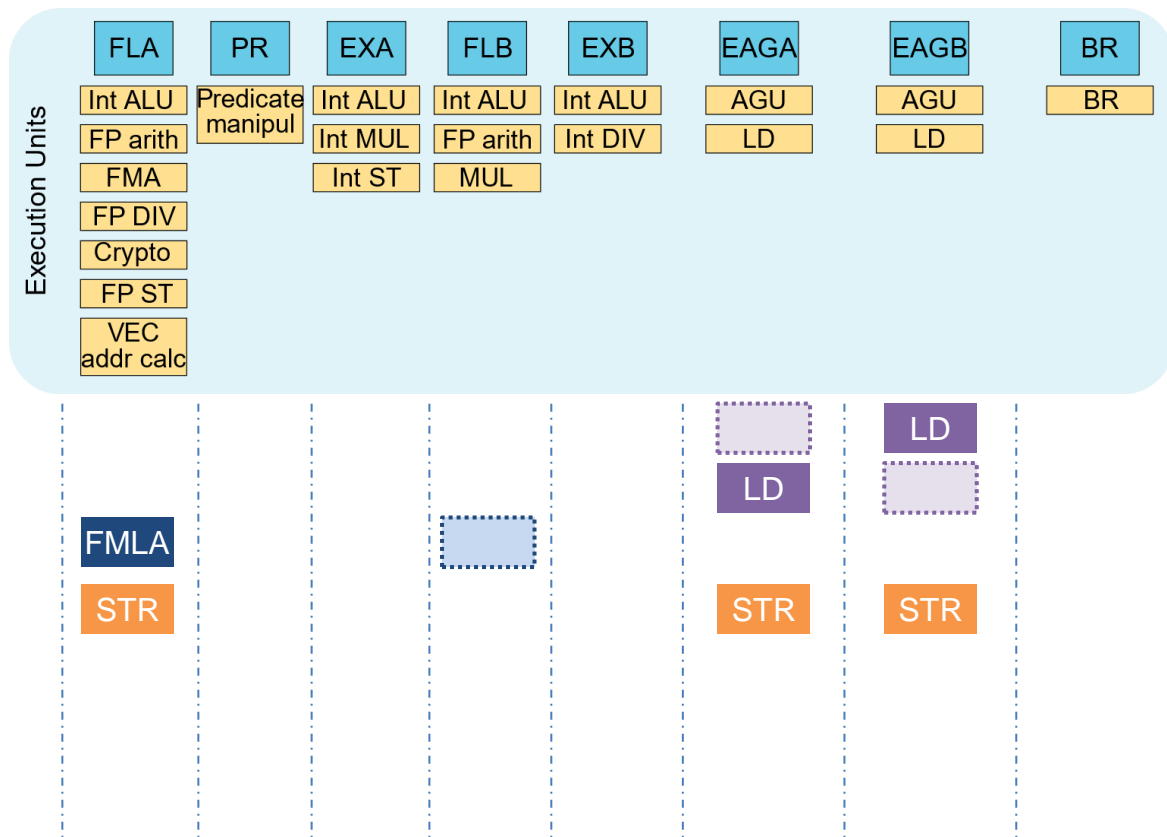 FLA PR EXA FLB EXB EAGA EAGB BR
Execution Units
Int ALU Predicate manipul Int ALU Int ALU Int ALU AGU AGU BR
FP arith Int MUL FP arith Int DIV LD LD
FMA Int ST MUL
FP DIV
Crypto
FP ST
VEC
addr calc
LD
LD
FMLA
STR STR STR